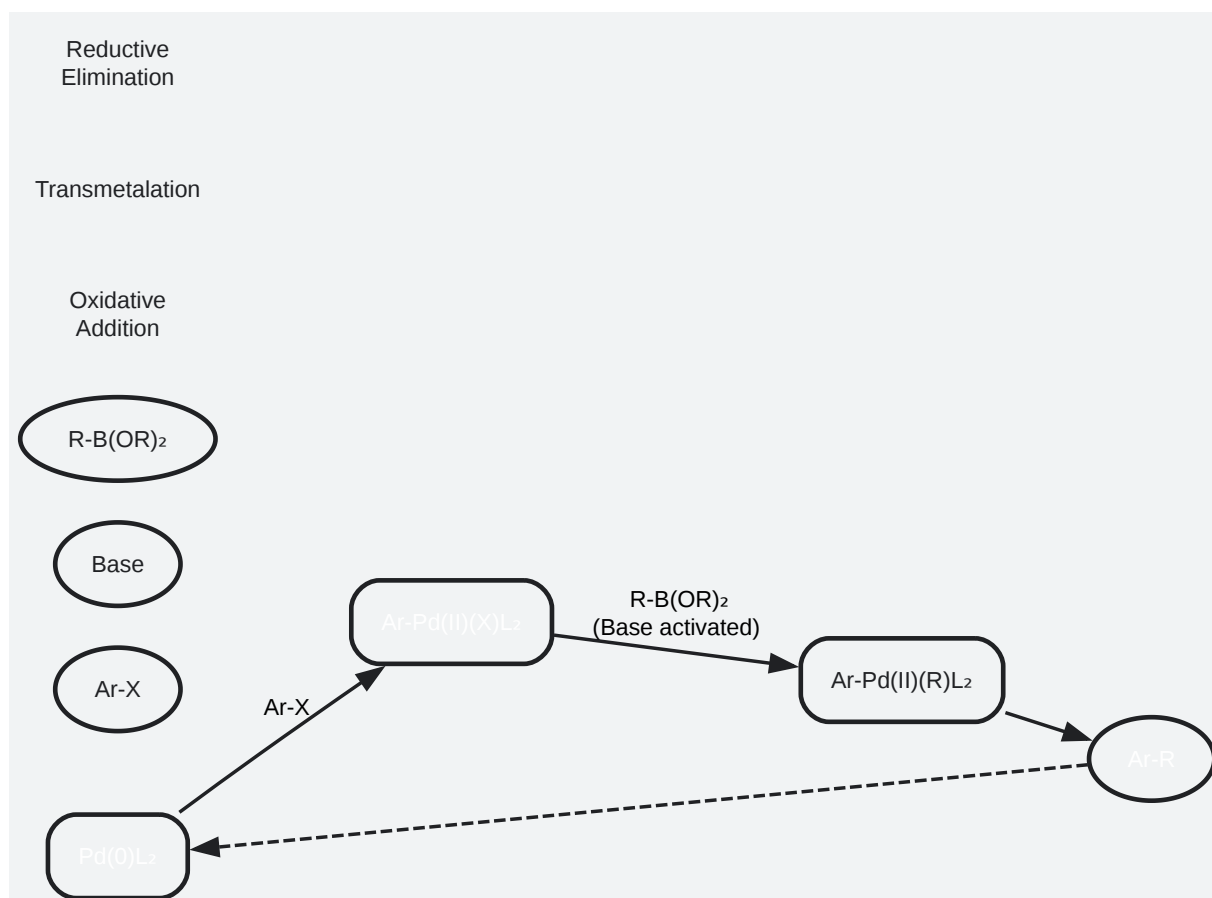 Reductive
Elimination
Transmetalation
Oxidative
Addition
R-B(OR)₂
Base
Ar-X
Pd(0)L₂
Ar-X
Ar-Pd(II)(X)L₂
R-B(OR)₂
(Base activated)
Ar-Pd(II)(R)L₂
Ar-R